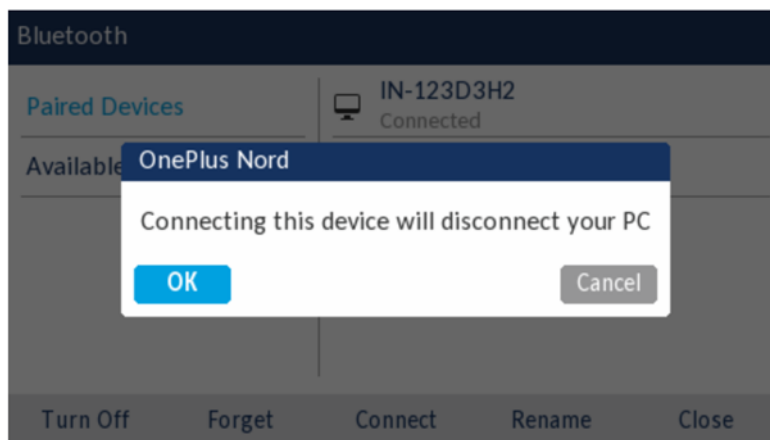 Bluetooth
Paired Devices
IN-123D3H2
Connected
Available
OnePlus Nord
Connecting this device will disconnect your PC
OK
Cancel
Turn Off Forget Connect Rename Close